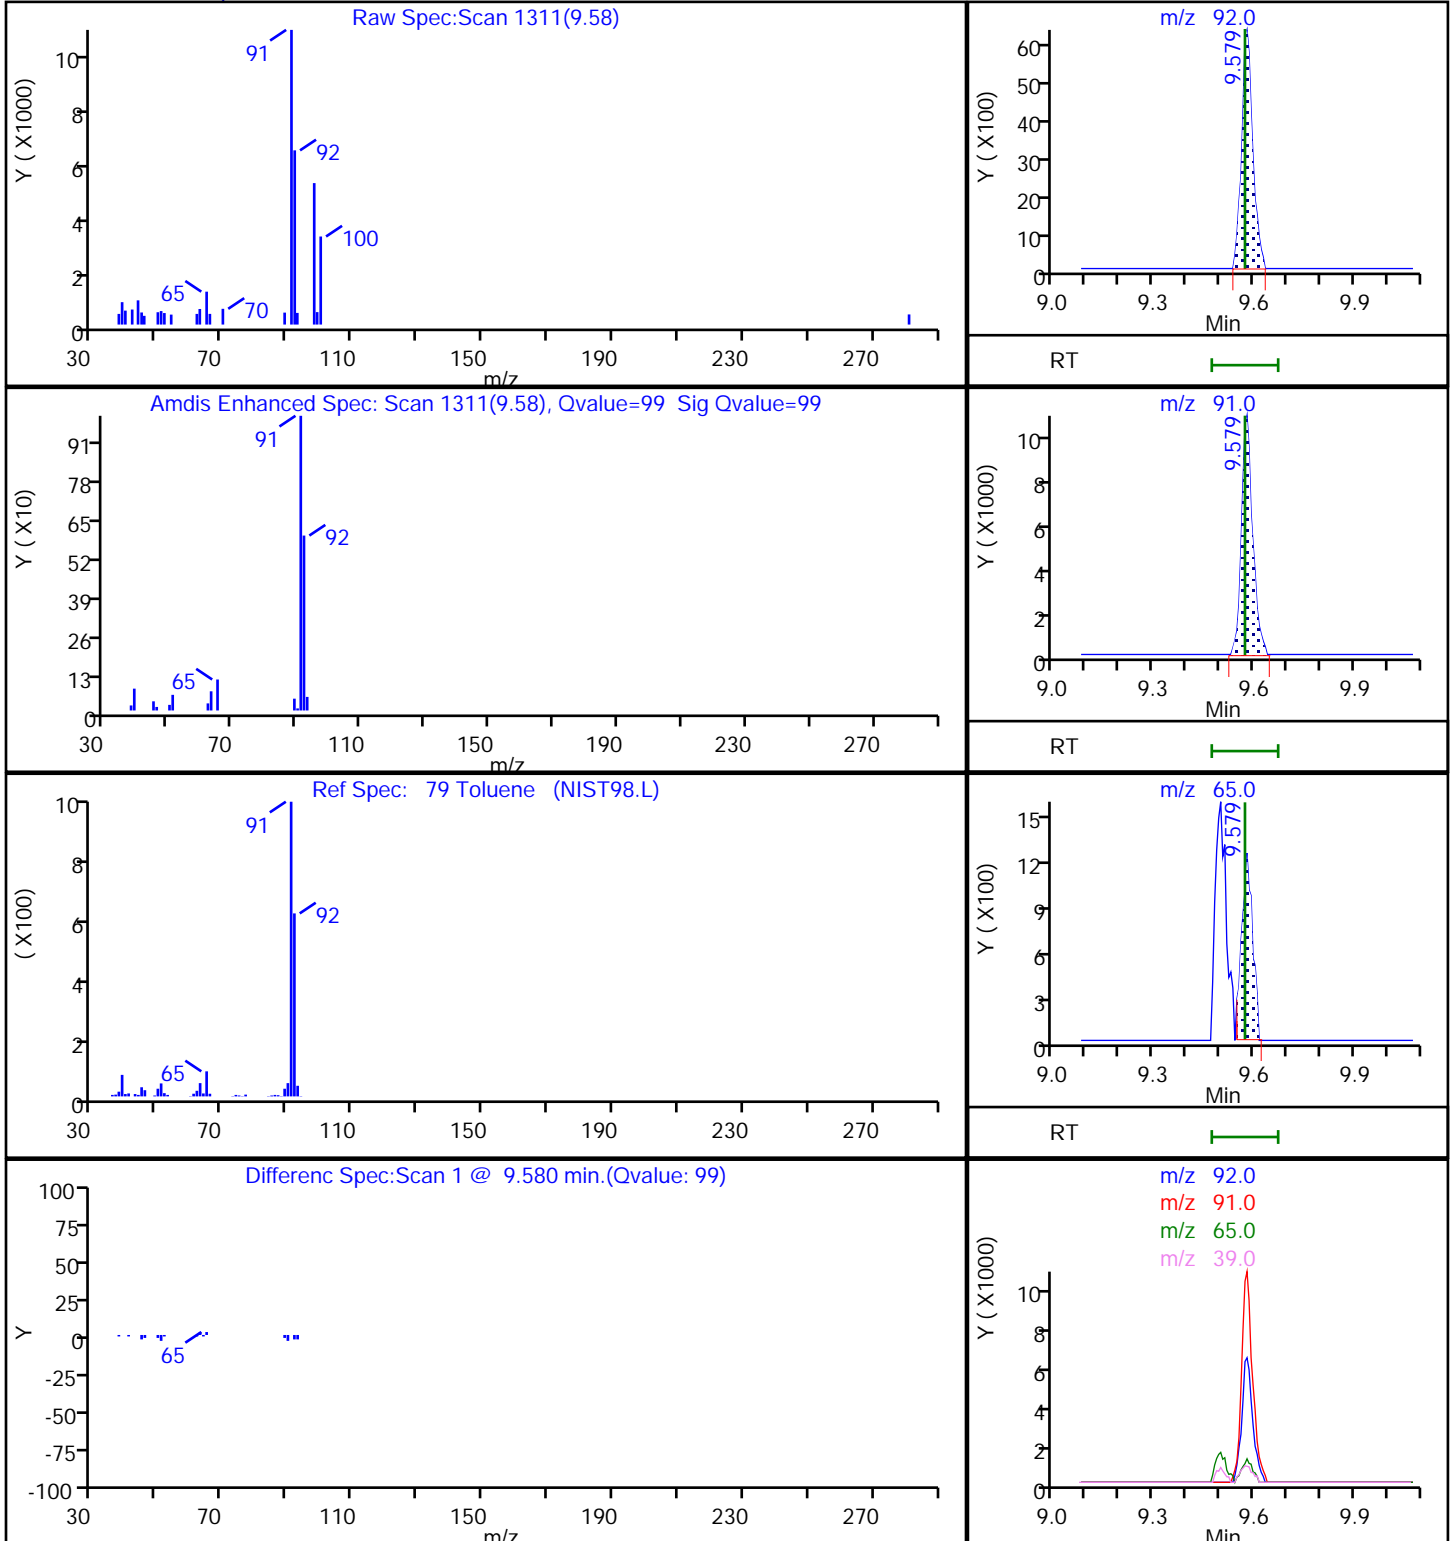 Raw Spec:Scan 1311(9.58)
Y ( X1000)
10
8
6
4
2
0
91
92
100
65
70
30 70 110 150 190 230 270
m/z
m/z 92.0
Y ( X100)
60
50
40
30
20
10
0
9.579
9.0 9.3 9.6 9.9
Min
RT
Amdis Enhanced Spec: Scan 1311(9.58), Qvalue=99 Sig Qvalue=99
Y ( X10)
91
78
65
52
39
26
13
0
91
92
65
30 70 110 150 190 230 270
m/z
m/z 91.0
Y ( X1000)
10
8
6
4
2
0
9.579
9.0 9.3 9.6 9.9
Min
RT
Ref Spec: 79 Toluene (NIST98.L)
( X100)
10
8
6
4
2
0
91
92
65
30 70 110 150 190 230 270
m/z 65.0
Y ( X100)
15
12
9
6
3
0
9.579
9.0 9.3 9.6 9.9
Min
RT
Differenc Spec:Scan 1 @ 9.580 min.(Qvalue: 99)
Y
100
75
50
25
0
-25
-50
-75
-100
65
30 70 110 150 190 230 270
m/z
m/z 92.0
m/z 91.0
m/z 65.0
m/z 39.0
Y ( X1000)
10
8
6
4
2
0
9.0 9.3 9.6 9.9
Min